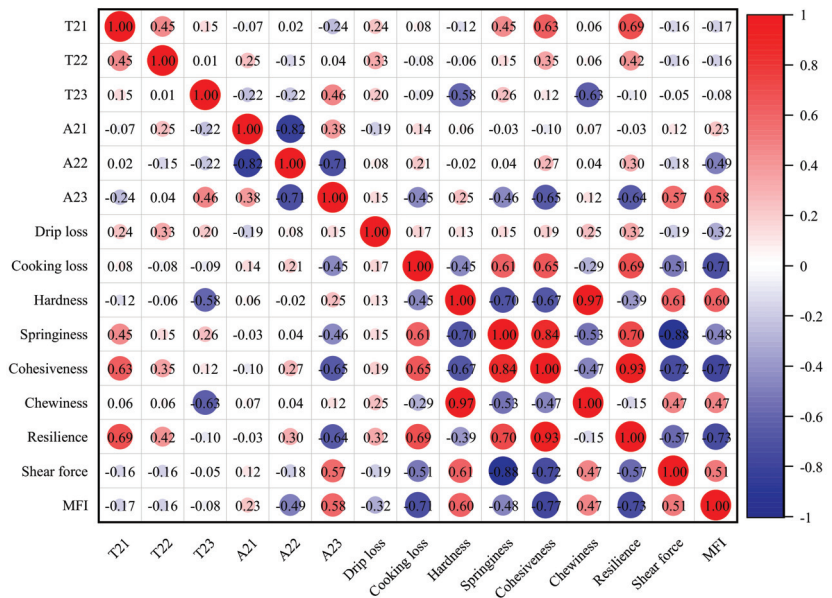 T21 1.00 0.45 0.15 -0.07 0.02 -0.24 0.24 0.08 -0.12 0.45 0.63 0.06 0.69 -0.16 -0.17
T22 0.45 1.00 0.01 0.25 -0.15 0.04 0.33 -0.08 -0.06 0.15 0.35 0.06 0.42 -0.16 -0.16
T23 0.15 0.01 1.00 -0.22 -0.22 0.46 0.20 -0.09 -0.58 0.26 0.12 -0.63 -0.10 -0.05 -0.08
A21 -0.07 0.25 -0.22 1.00 -0.82 0.38 -0.19 0.14 0.06 -0.03 -0.10 0.07 -0.03 0.12 0.23
A22 0.02 -0.15 -0.22 -0.82 1.00 -0.71 0.08 0.21 -0.02 0.04 0.27 0.04 0.30 -0.18 -0.49
A23 -0.24 0.04 0.46 0.38 -0.71 1.00 0.15 -0.45 0.25 -0.46 -0.65 0.12 -0.64 0.57 0.58
Drip loss 0.24 0.33 0.20 -0.19 0.08 0.15 1.00 0.17 0.13 0.15 0.19 0.25 0.32 -0.19 -0.32
Cooking loss 0.08 -0.08 -0.09 0.14 0.21 -0.45 0.17 1.00 -0.45 0.61 0.65 -0.29 0.69 -0.51 -0.71
Hardness -0.12 -0.06 -0.58 0.06 -0.02 0.25 0.13 -0.45 1.00 -0.70 -0.67 0.97 -0.39 0.61 0.60
Springiness 0.45 0.15 0.26 -0.03 0.04 -0.46 0.15 0.61 -0.70 1.00 0.84 -0.53 0.70 -0.88 -0.48
Cohesiveness 0.63 0.35 0.12 -0.10 0.27 -0.65 0.19 0.65 -0.67 0.84 1.00 -0.47 0.93 -0.72 -0.77
Chewiness 0.06 0.06 -0.63 0.07 0.04 0.12 0.25 -0.29 0.97 -0.53 -0.47 1.00 -0.15 0.47 0.47
Resilience 0.69 0.42 -0.10 -0.03 0.30 -0.64 0.32 0.69 -0.39 0.70 0.93 -0.15 1.00 -0.57 -0.73
Shear force -0.16 -0.16 -0.05 0.12 -0.18 0.57 -0.19 -0.51 0.61 -0.88 -0.72 0.47 -0.57 1.00 0.51
MFI -0.17 -0.16 -0.08 0.23 -0.49 0.58 -0.32 -0.71 0.60 -0.48 -0.77 0.47 -0.73 0.51 1.00
T21 T22 T23 A21 A22 A23 Drip loss Cooking loss Hardness Springiness Cohesiveness Chewiness Resilience Shear force MFI
1
0.8
0.6
0.4
0.2
0
-0.2
-0.4
-0.6
-0.8
-1